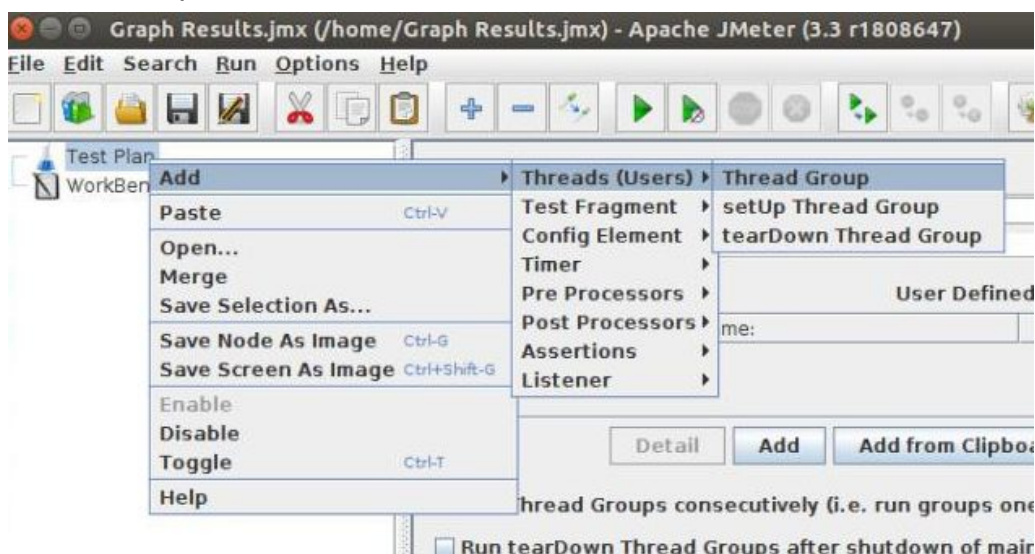 Graph Results.jmx (/home/Graph Results.jmx) - Apache JMeter (3.3 r1808647)
File Edit Search Run Options Help
Test Plan
WorkBen
Add
Paste Ctrl-V
Open...
Merge
Save Selection As...
Save Node As Image Ctrl-G
Save Screen As Image Ctrl+Shift-G
Enable
Disable
Toggle Ctrl-T
Help
Threads (Users)
Test Fragment
Config Element
Timer
Pre Processors
Post Processors
Assertions
Listener
Thread Group
setUp Thread Group
tearDown Thread Group
User Defined
me:
Detail Add Add from Clipboa
hread Groups consecutively (i.e. run groups one
Run tearDown Thread Groups after shutdown of main